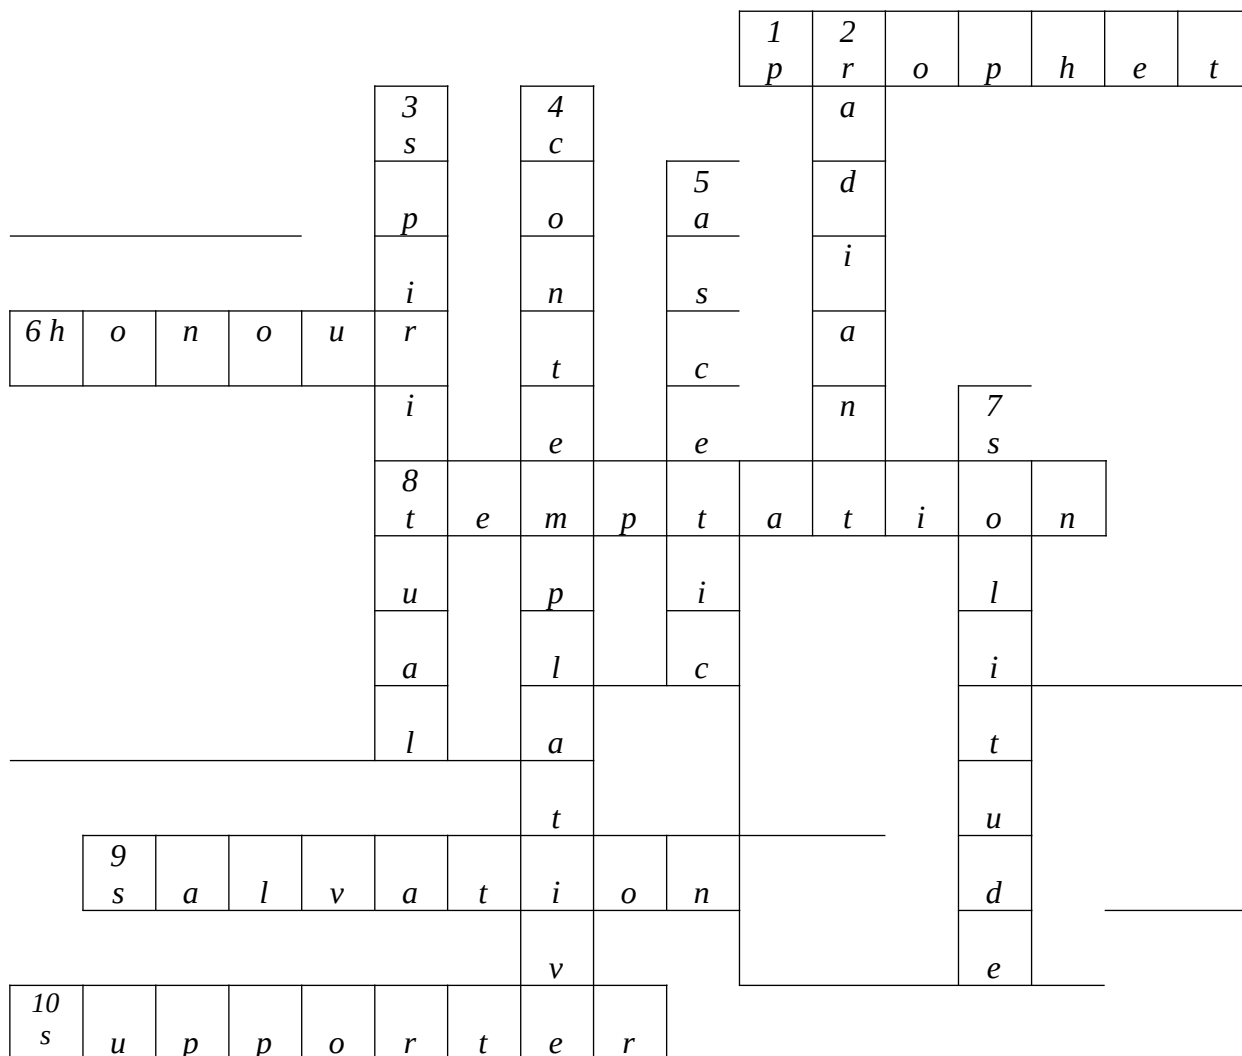 1 2
p r o p h e t
3 4 a
s c
5 d
p o a
i
i n s
6 h o n o u r a
t c
i n 7
e e s
8
t e m p t a t i o n
u p i l
a l c i
l a t
t u
9
s a l v a t i o n d
v e
10
s u p p o r t e r